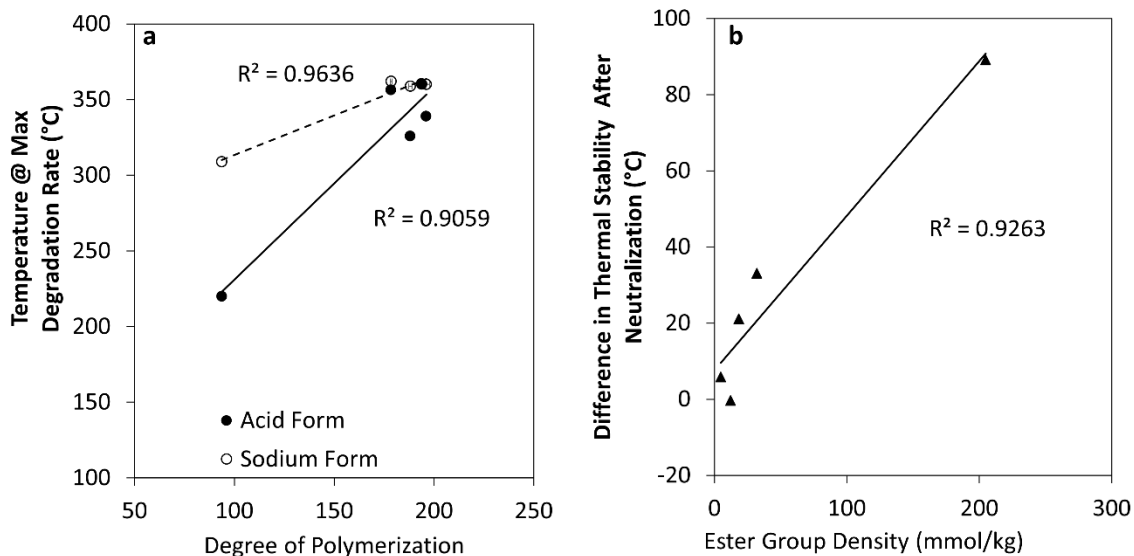 a
Temperature @ Max
Degradation Rate (°C)
400
350
300
250
200
150
100
R² = 0.9636
R² = 0.9059
Acid Form
Sodium Form
50
100
150
200
250
Degree of Polymerization
b
Difference in Thermal Stability After
Neutralization (°C)
100
80
60
40
20
0
-20
R² = 0.9263
0
100
200
300
Ester Group Density (mmol/kg)